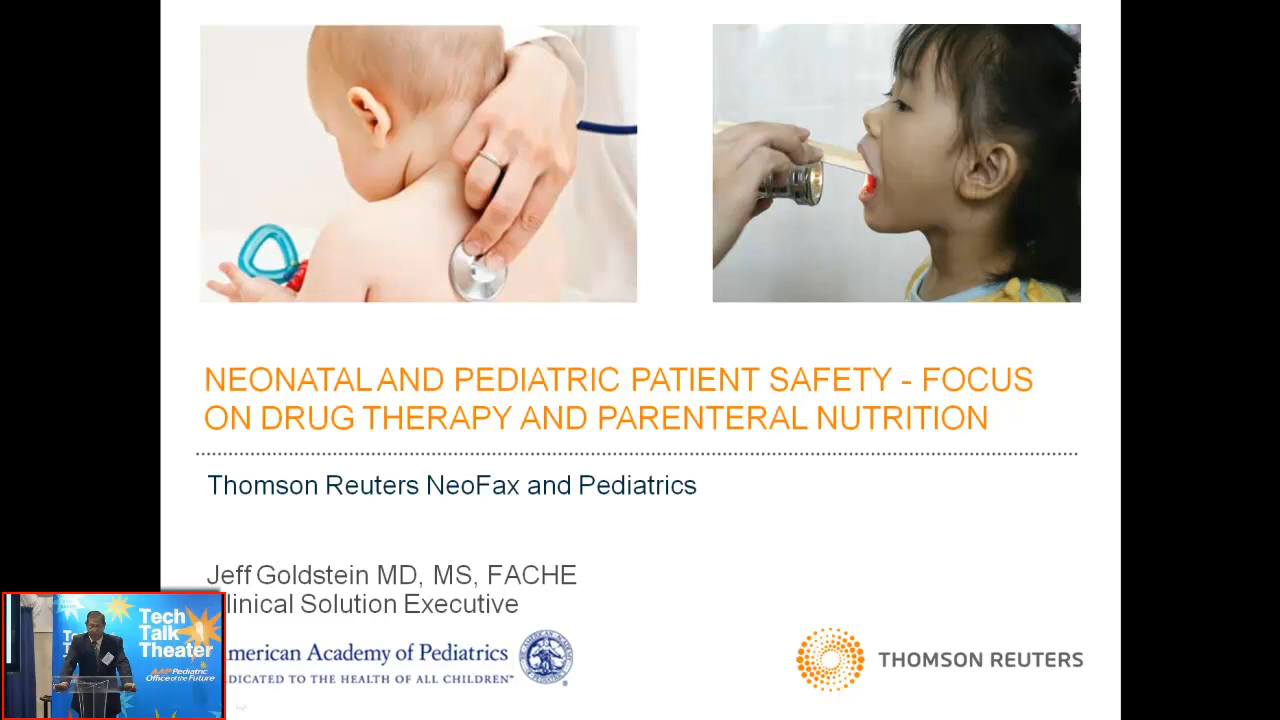 NEONATAL AND PEDIATRIC PATIENT SAFETY - FOCUS
ON DRUG THERAPY AND PARENTERAL NUTRITION
Thomson Reuters NeoFax and Pediatrics
Jeff Goldstein MD, MS, FACHE
linical Solution Executive
merican Academy of Pediatrics
DICATED TO THE HEALTH OF ALL CHILDREN™
THOMSON REUTERS
Tech
Talk
Theater
AAP Pediatric
Office of the Future